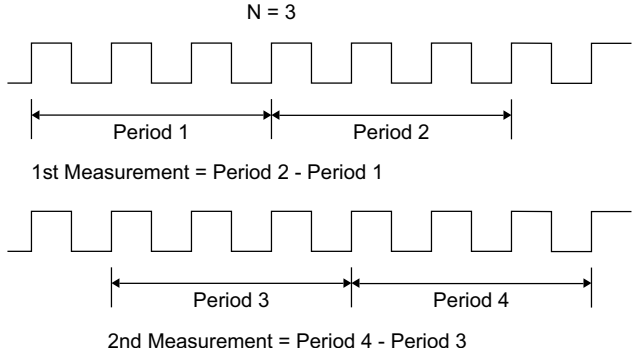 N = 3
Period 1
Period 2
1st Measurement = Period 2 - Period 1
Period 3
Period 4
2nd Measurement = Period 4 - Period 3